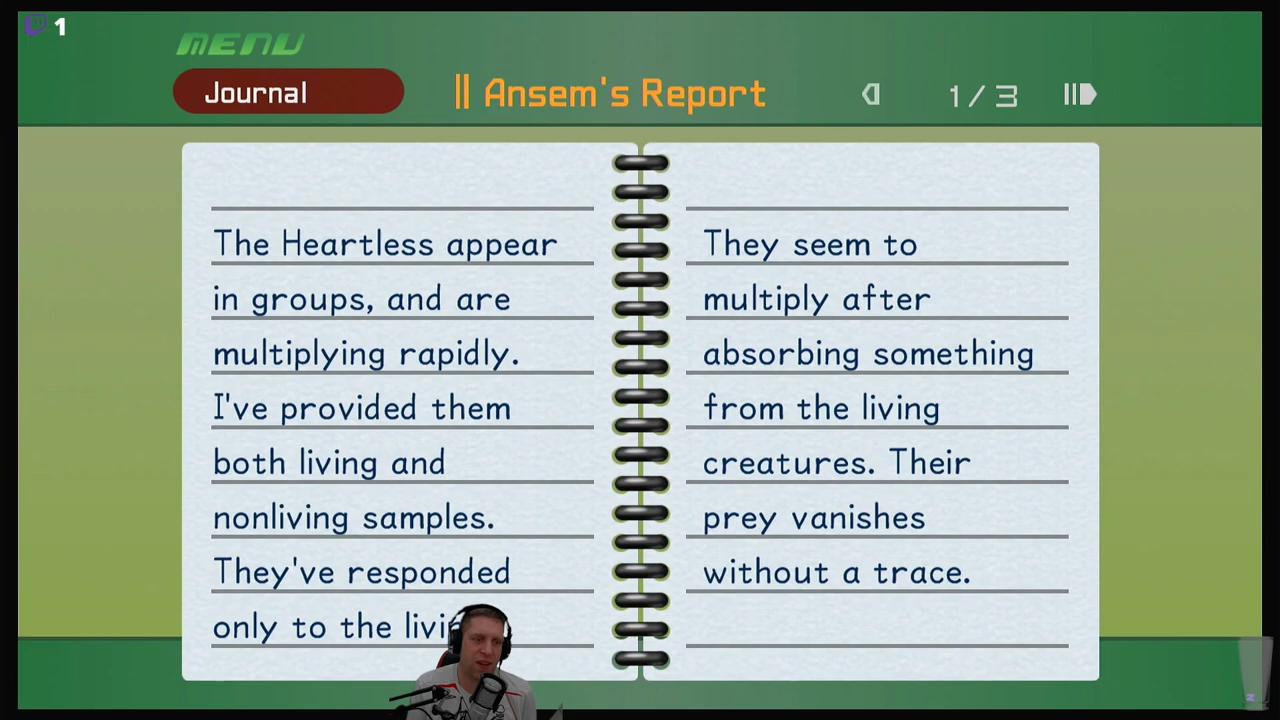 1
MENU
Journal
Ansem's Report
1/3
The Heartless appear
in groups, and are
multiplying rapidly.
I've provided them
both living and
nonliving samples.
They've responded
only to the
They seem to
multiply after
absorbing something
from the living
creatures. Their
prey vanishes
without a trace.